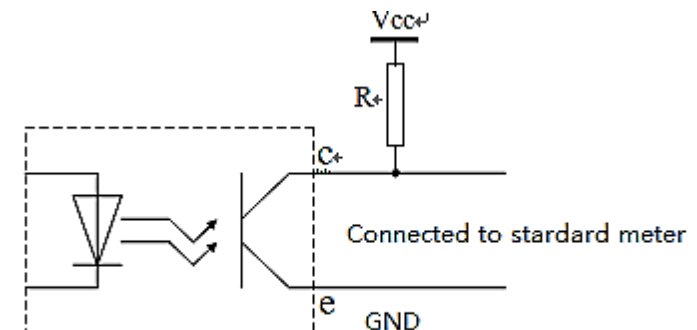 Vcc↵
R↵
C↵
Connected to stardard meter
e
GND